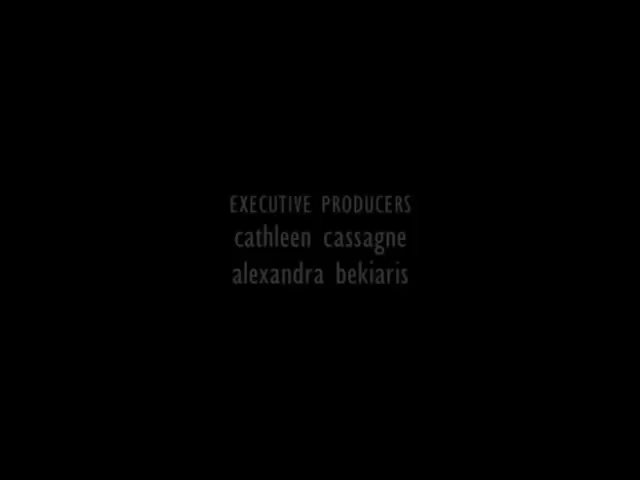 EXECUTIVE PRODUCERS
cathleen cassagne
alexandra bekiaris